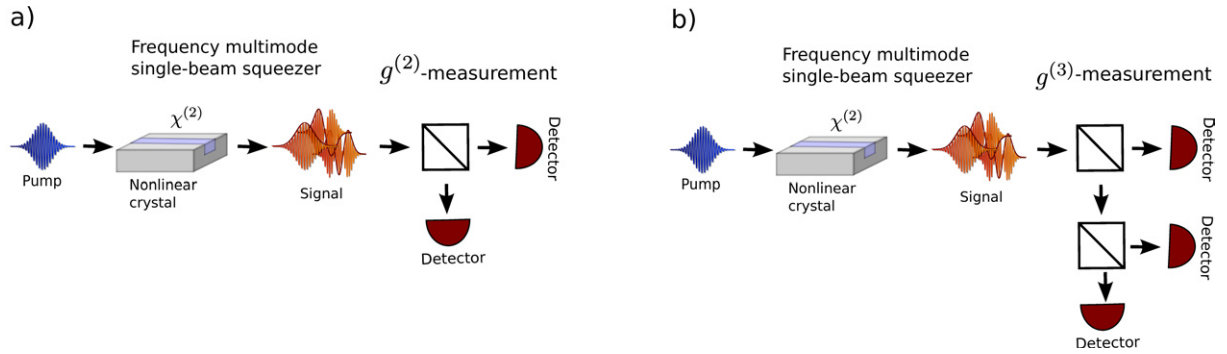 a)
Frequency multimode
single-beam squeezer
g(2)-measurement
χ(2)
Detector
Pump
Nonlinear
crystal
Signal
Detector
b)
Frequency multimode
single-beam squeezer
g(3)-measurement
χ(2)
Detector
Pump
Nonlinear
crystal
Signal
Detector
Detector